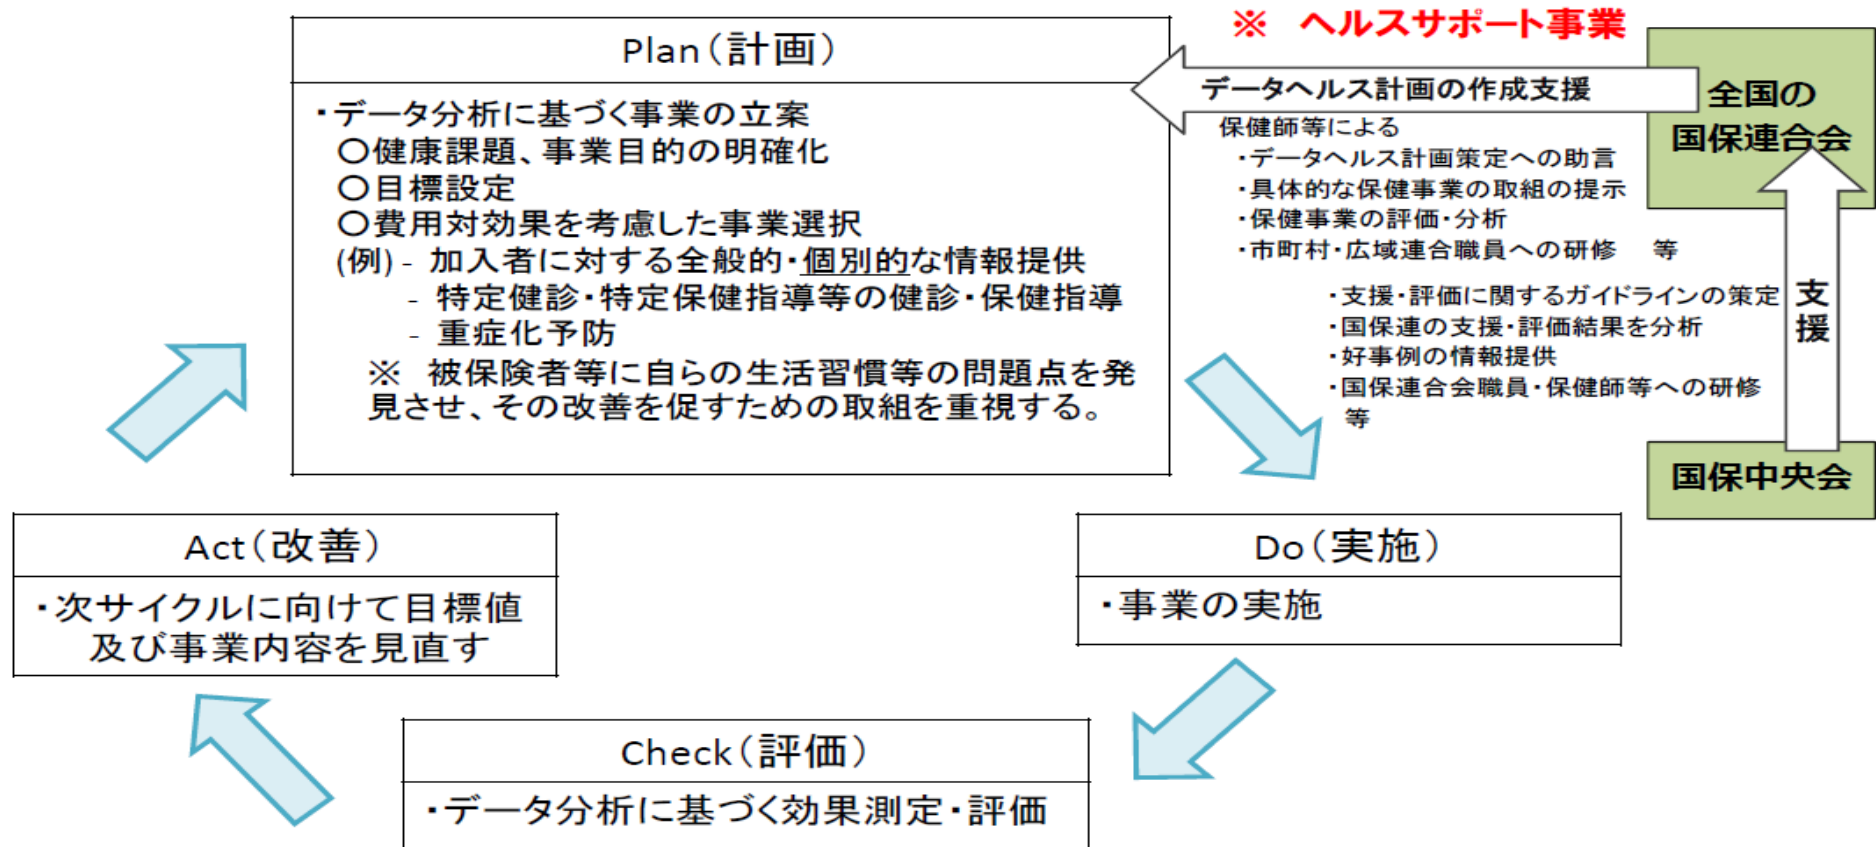 ※　ヘルスサポート事業
Plan（計画）
・データ分析に基づく事業の立案
〇健康課題、事業目的の明確化
〇目標設定
〇費用対効果を考慮した事業選択
(例) - 加入者に対する全般的・個別的な情報提供
- 特定健診・特定保健指導等の健診・保健指導
- 重症化予防
※　被保険者等に自らの生活習慣等の問題点を発
見させ、その改善を促すための取組を重視する。
データヘルス計画の作成支援
全国の
国保連合会
保健師等による
・データヘルス計画策定への助言
・具体的な保健事業の取組の提示
・保健事業の評価・分析
・市町村・広域連合職員への研修　等
・支援・評価に関するガイドラインの策定
・国保連の支援・評価結果を分析
・好事例の情報提供
・国保連合会職員・保健師等への研修
等
支
援
国保中央会
Act（改善）
・次サイクルに向けて目標値
及び事業内容を見直す
Do（実施）
・事業の実施
Check（評価）
・データ分析に基づく効果測定・評価